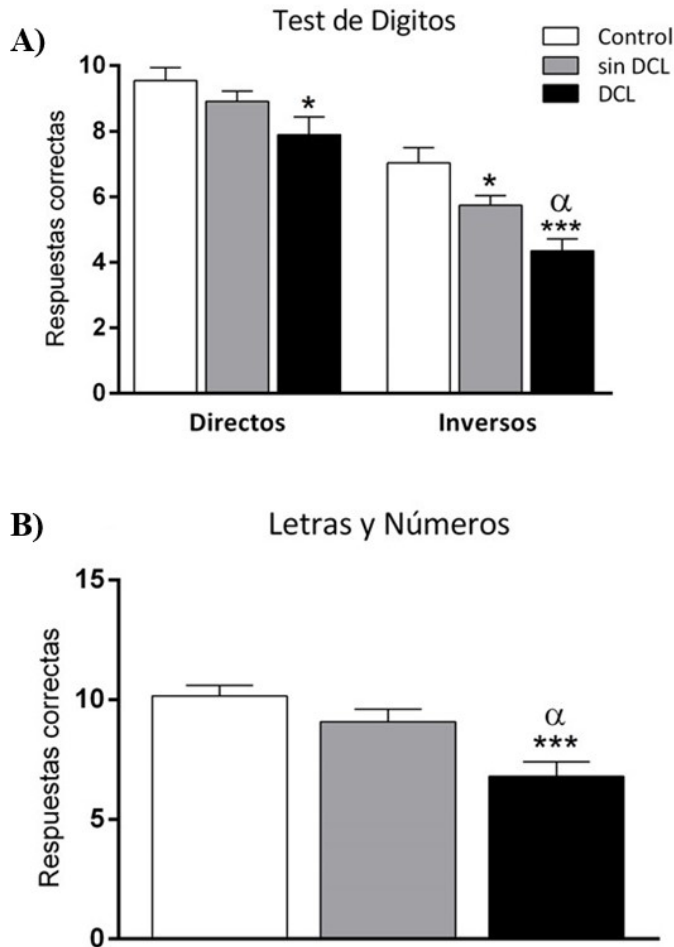 A)
Test de Digitos
Control
sin DCL
DCL
Respuestas correctas
10
8
6
4
2
0
*
*
α
***
Directos
Inversos
B)
Letras y Números
Respuestas correctas
15
10
5
0
α
***